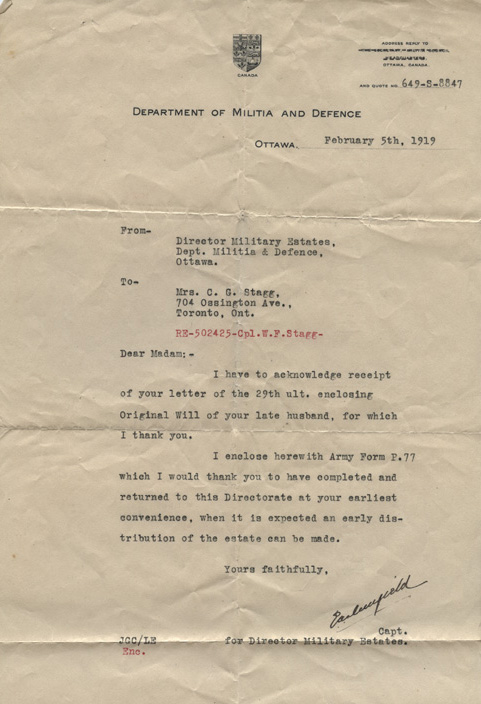 CANADA
ADDRESS REPLY TO
OTTAWA, CANADA
AND QUOTE NO. 649-S-8847
DEPARTMENT OF MILITIA AND DEFENCE
OTTAWA. February 5th, 1919
From-
Director Military Estates,
Dept. Militia & Defence,
Ottawa.
To-
Mrs. C. G. Stagg,
704 Ossington Ave.,
Toronto, Ont.
RE-502425-Cpl.W.F.Stagg-
Dear Madam:-
I have to acknowledge receipt
of your letter of the 29th ult. enclosing
Original Will of your late husband, for which
I thank you.
I enclose herewith Army Form P.77
which I would thank you to have completed and
returned to this Directorate at your earliest
convenience, when it is expected an early dis-
tribution of the estate can be made.
Yours faithfully,
Capt.
JGC/LE for Director Military Estates.
Enc.